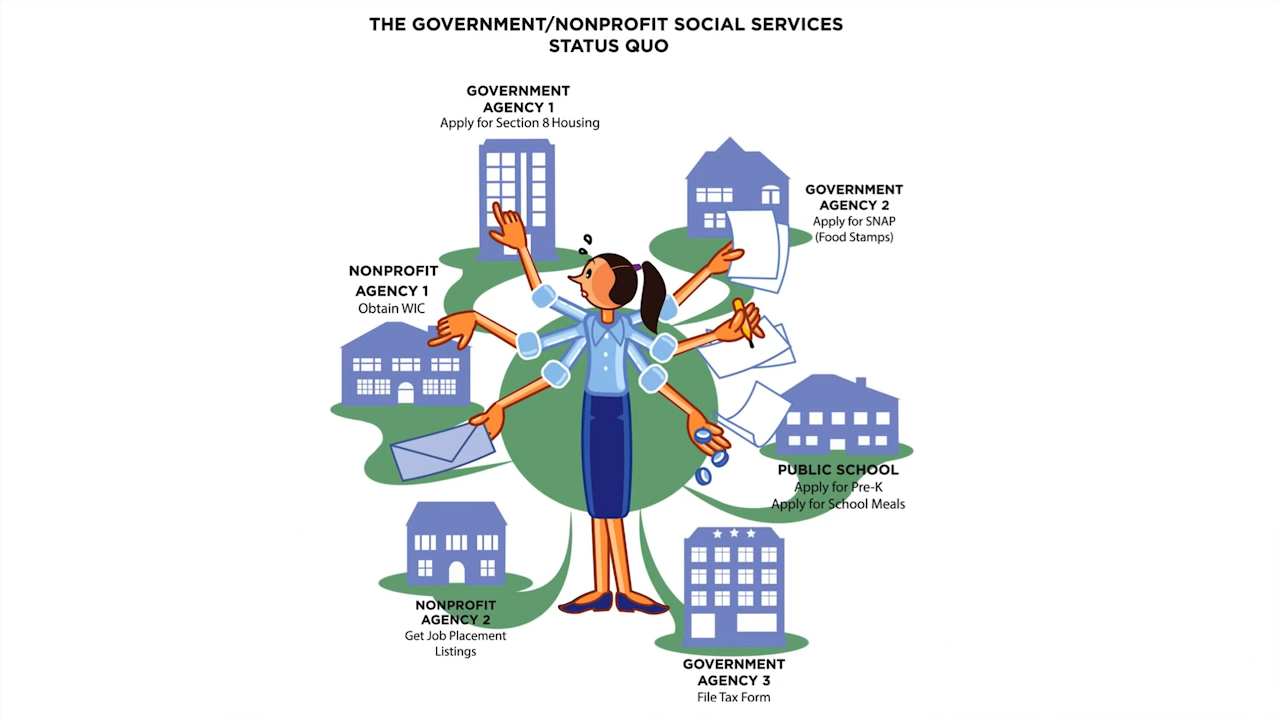 THE GOVERNMENT/NONPROFIT SOCIAL SERVICES
STATUS QUO
GOVERNMENT
AGENCY 1
Apply for Section 8 Housing
GOVERNMENT
AGENCY 2
Apply for SNAP
(Food Stamps)
NONPROFIT
AGENCY 1
Obtain WIC
PUBLIC SCHOOL
Apply for Pre-K
Apply for School Meals
NONPROFIT
AGENCY 2
Get Job Placement
Listings
GOVERNMENT
AGENCY 3
File Tax Form